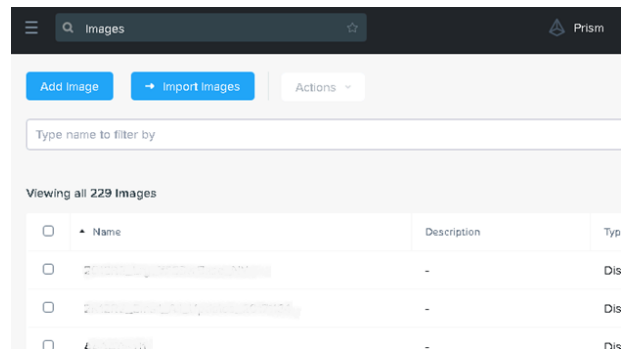 Images Prism
Add Image → Import Images Actions
Type name to filter by
Viewing all 229 Images
Name Description Typ
- Dis
- Dis
- Dis